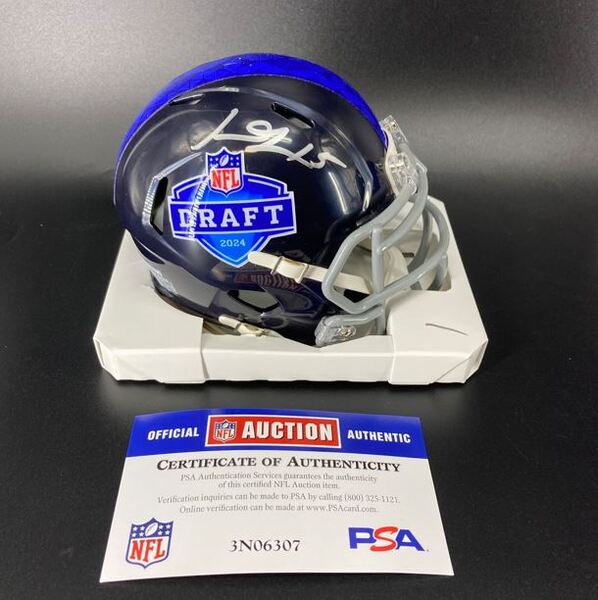 NFL
DRAFT
2024
OFFICIAL NFL AUCTION AUTHENTIC
CERTIFICATE OF AUTHENTICITY
PSA Authentication Services guarantees the authenticity
of this certified NFL Auction item.
Verification inquiries can be made to PSA by calling (800) 325-1121.
Online verification can be made at www.PSAcard.com.
NFL
3N06307
PSA